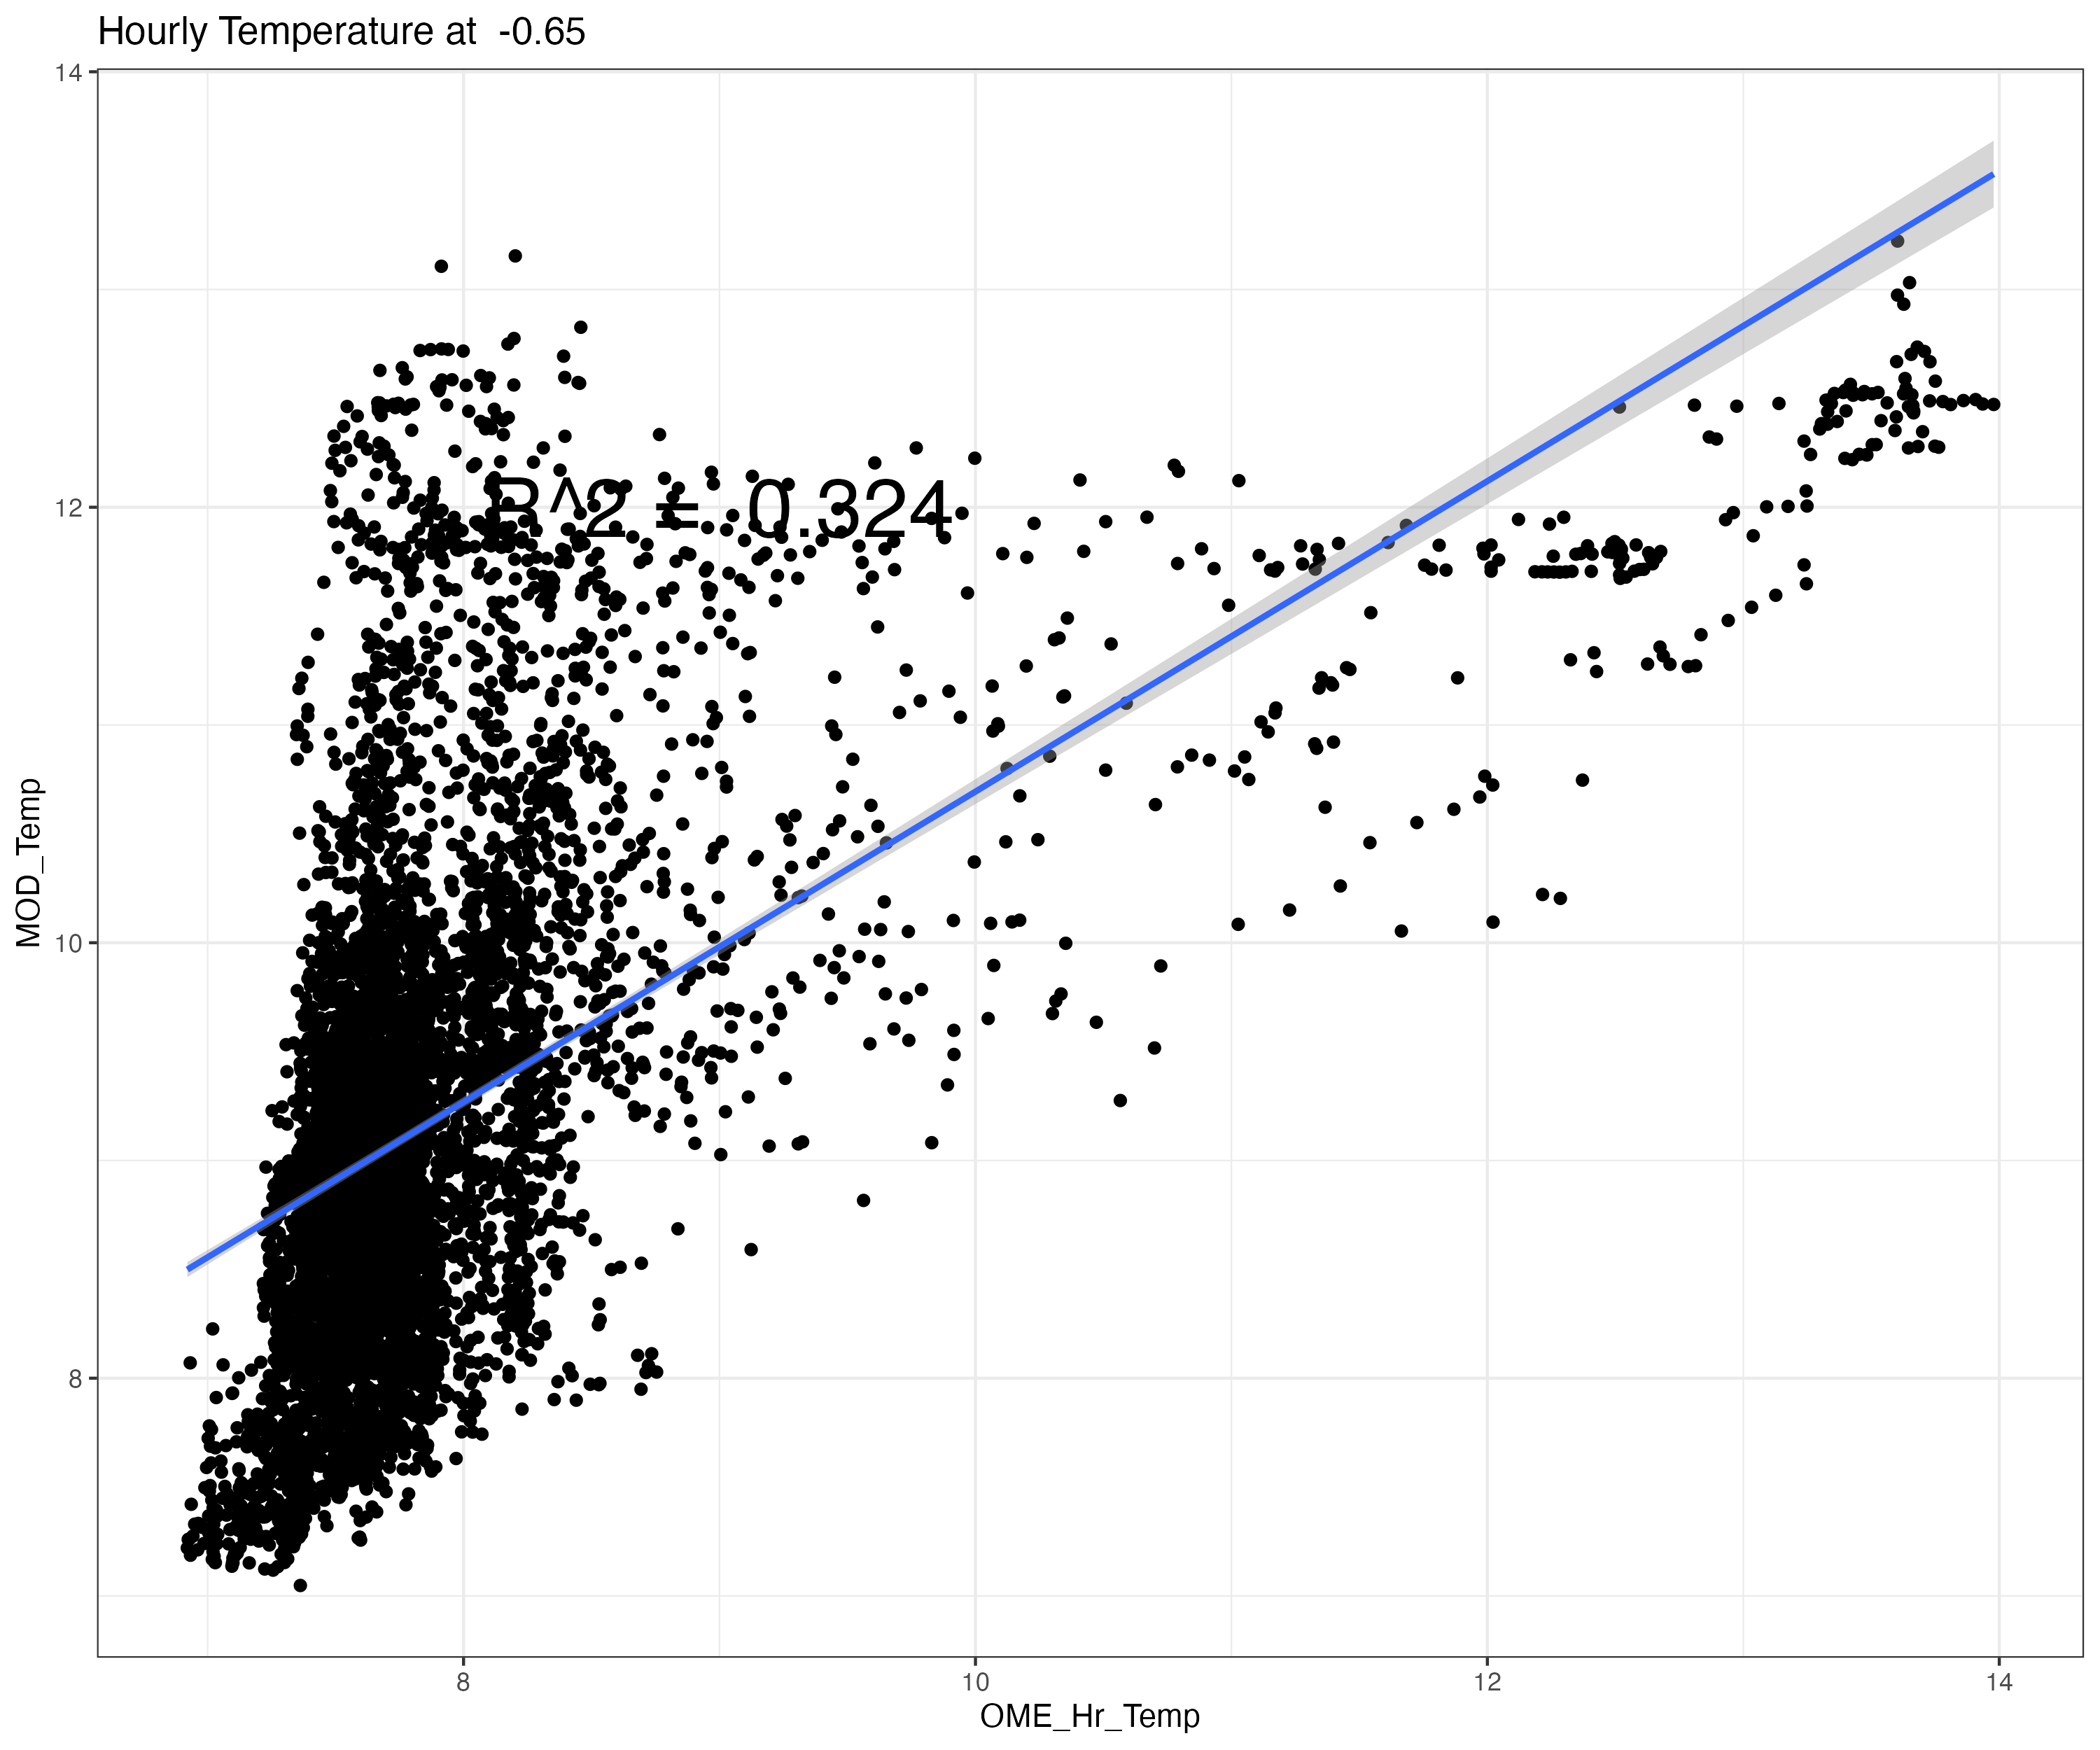 Hourly Temperature at  -0.65
14
12
10
8
MOD_Temp
R^2 =  0.324
8
10
12
14
OME_Hr_Temp